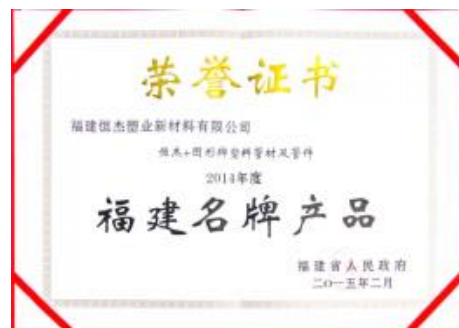 荣誉证书
福建恒杰塑业新材料有限公司
恒杰+图形牌塑料管材及管件
2014年度
福建名牌产品
福建省人民政府
二〇一五年二月